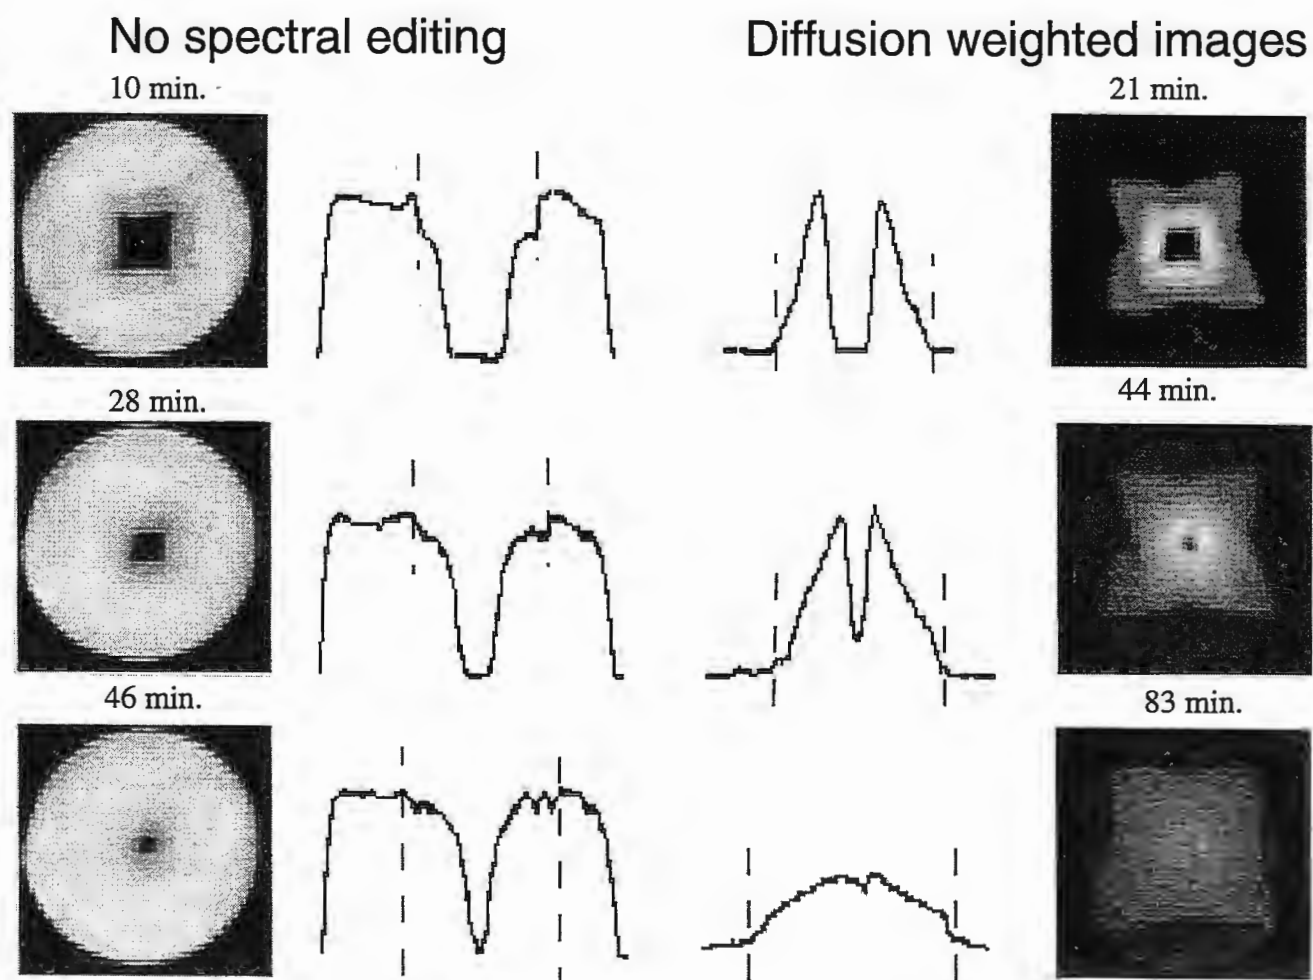 No spectral editing
Diffusion weighted images
10 min.
21 min.
28 min.
44 min.
46 min.
83 min.